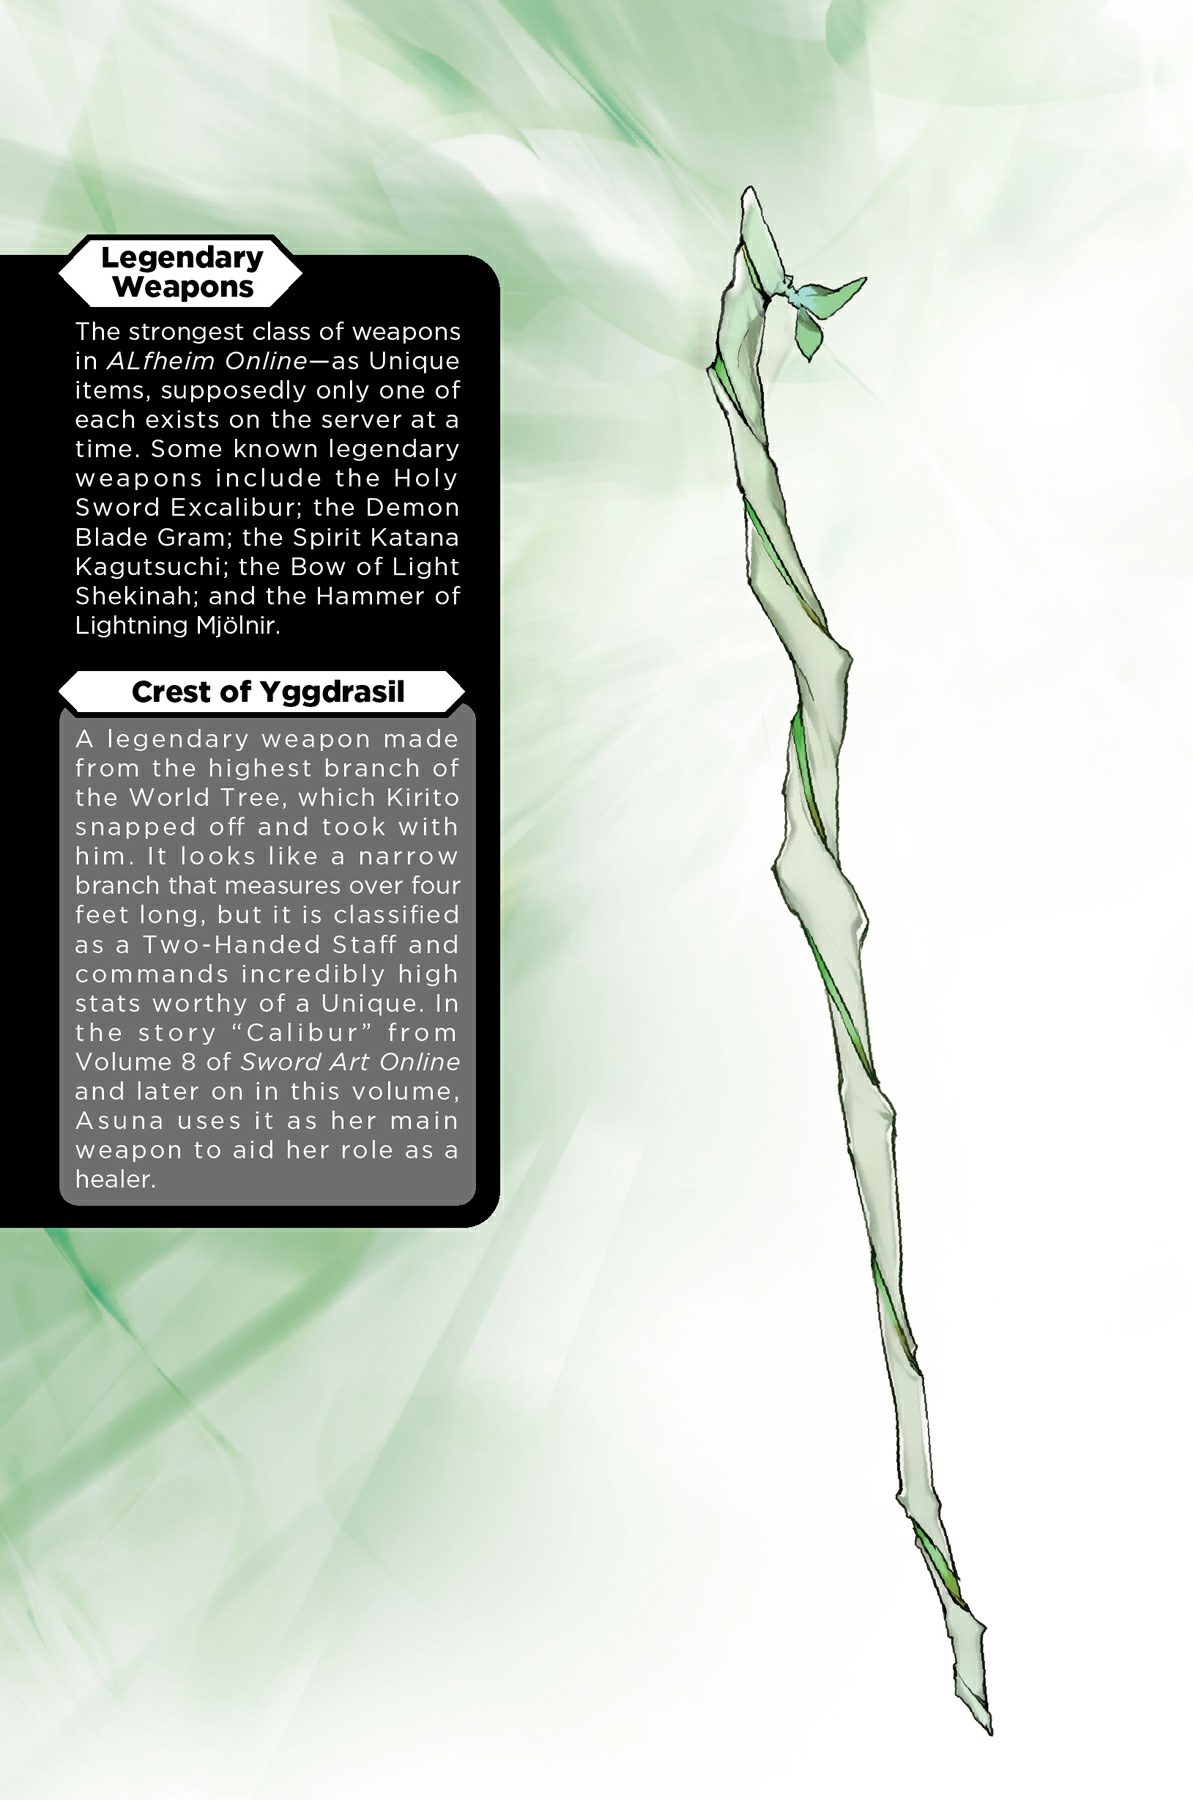 Legendary
Weapons
The strongest class of weapons
in ALfheim Online—as Unique
items, supposedly only one of
each exists on the server at a
time. Some known legendary
weapons include the Holy
Sword Excalibur; the Demon
Blade Gram; the Spirit Katana
Kagutsuchi; the Bow of Light
Shekinah; and the Hammer of
Lightning Mjölnir.
Crest of Yggdrasil
A legendary weapon made
from the highest branch of
the World Tree, which Kirito
snapped off and took with
him. It looks like a narrow
branch that measures over four
feet long, but it is classified
as a Two-Handed Staff and
commands incredibly high
stats worthy of a Unique. In
the story “Calibur” from
Volume 8 of Sword Art Online
and later on in this volume,
Asuna uses it as her main
weapon to aid her role as a
healer.